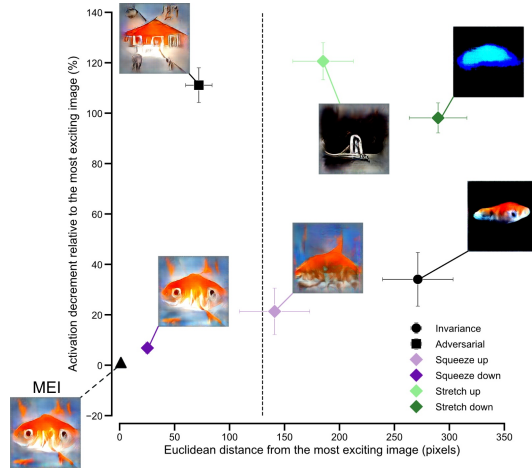 Activation decrement relative to the most exciting image (%)
140
120
100
80
60
40
20
0
−20
MEI
Invariance
Adversarial
Squeeze up
Squeeze down
Stretch up
Stretch down
0
50
100
150
200
250
300
350
Euclidean distance from the most exciting image (pixels)